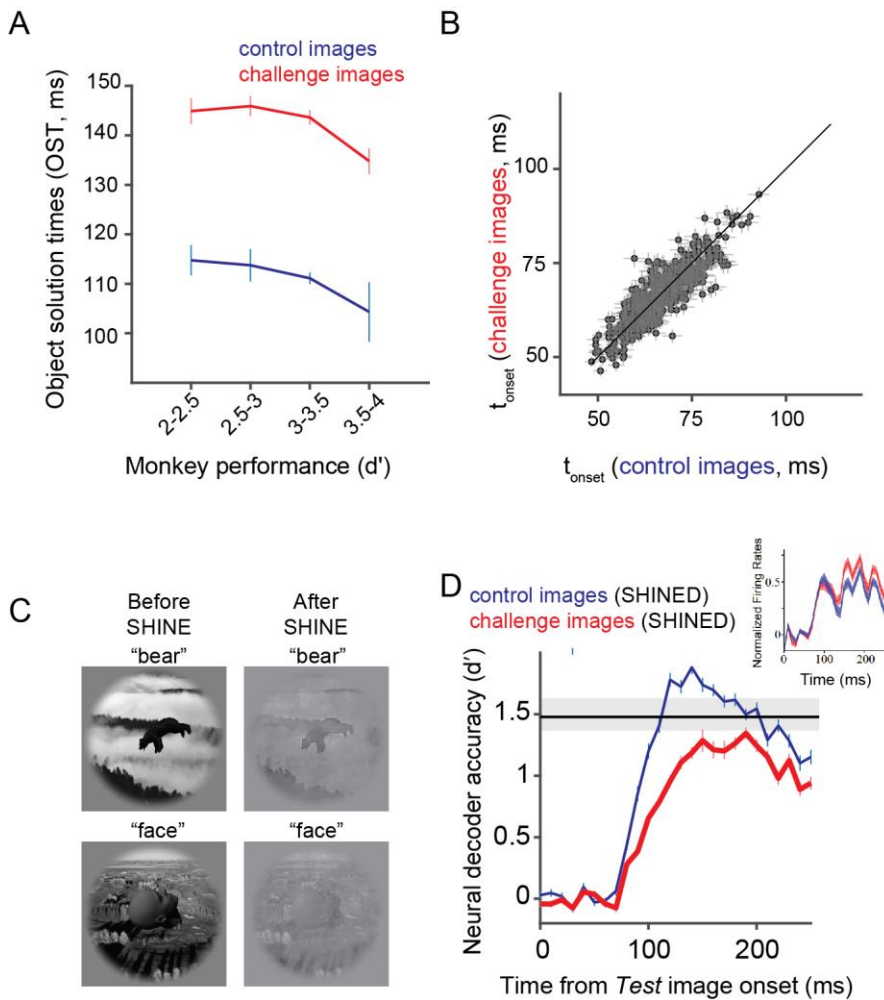 A
control images
challenge images
Object solution times (OST, ms)
150
140
130
120
110
100
2-2.5
2.5-3
3-3.5
3.5-4
Monkey performance (d')
B
t_onset (challenge images, ms)
100
75
50
50
75
100
t_onset (control images, ms)
C
Before
SHINE
After
SHINE
“bear”
“bear”
“face”
“face”
D
control images (SHINED)
challenge images (SHINED)
Normalized Firing Rates
0.5
0
0
100
200
Time (ms)
Neural decoder accuracy (d')
1.5
1
0.5
0
0
100
200
Time from Test image onset (ms)